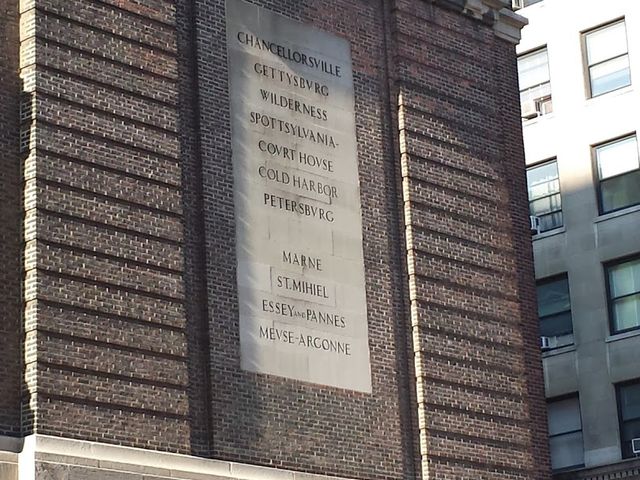 CHANCELLORSVILLE
GETTYSBVRG
WILDERNESS
SPOTTSYLVANIA-
COVRT HOVSE
COLD HARBOR
PETERSBVRG
MARNE
ST. MIHIEL
ESSEY AND PANNES
MEVSE-ARGONNE